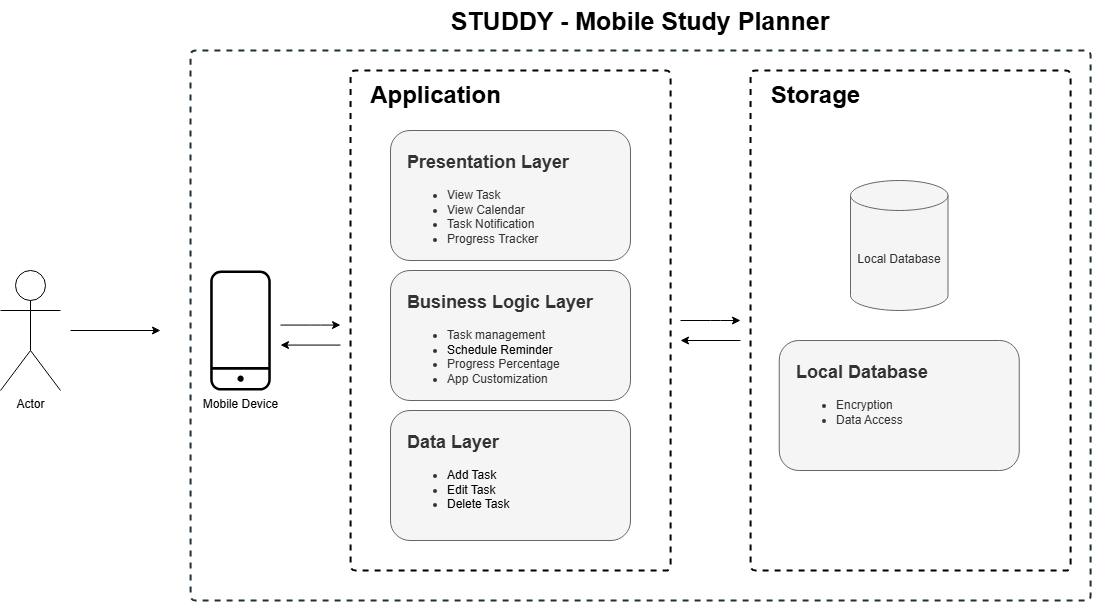 STUDDY - Mobile Study Planner
Application
Presentation Layer
View Task
View Calendar
Task Notification
Progress Tracker
Business Logic Layer
Task management
Schedule Reminder
Progress Percentage
App Customization
Data Layer
Add Task
Edit Task
Delete Task
Storage
Local Database
Local Database
Encryption
Data Access
Actor
Mobile Device